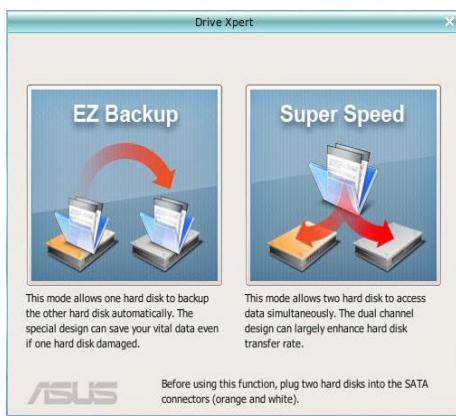 Drive Xpert
EZ Backup
Super Speed
This mode allows one hard disk to backup
the other hard disk automatically. The
special design can save your vital data even
if one hard disk damaged.
This mode allows two hard disk to access
data simultaneously. The dual channel
design can largely enhance hard disk
transfer rate.
ASUS
Before using this function, plug two hard disks into the SATA
connectors (orange and white).